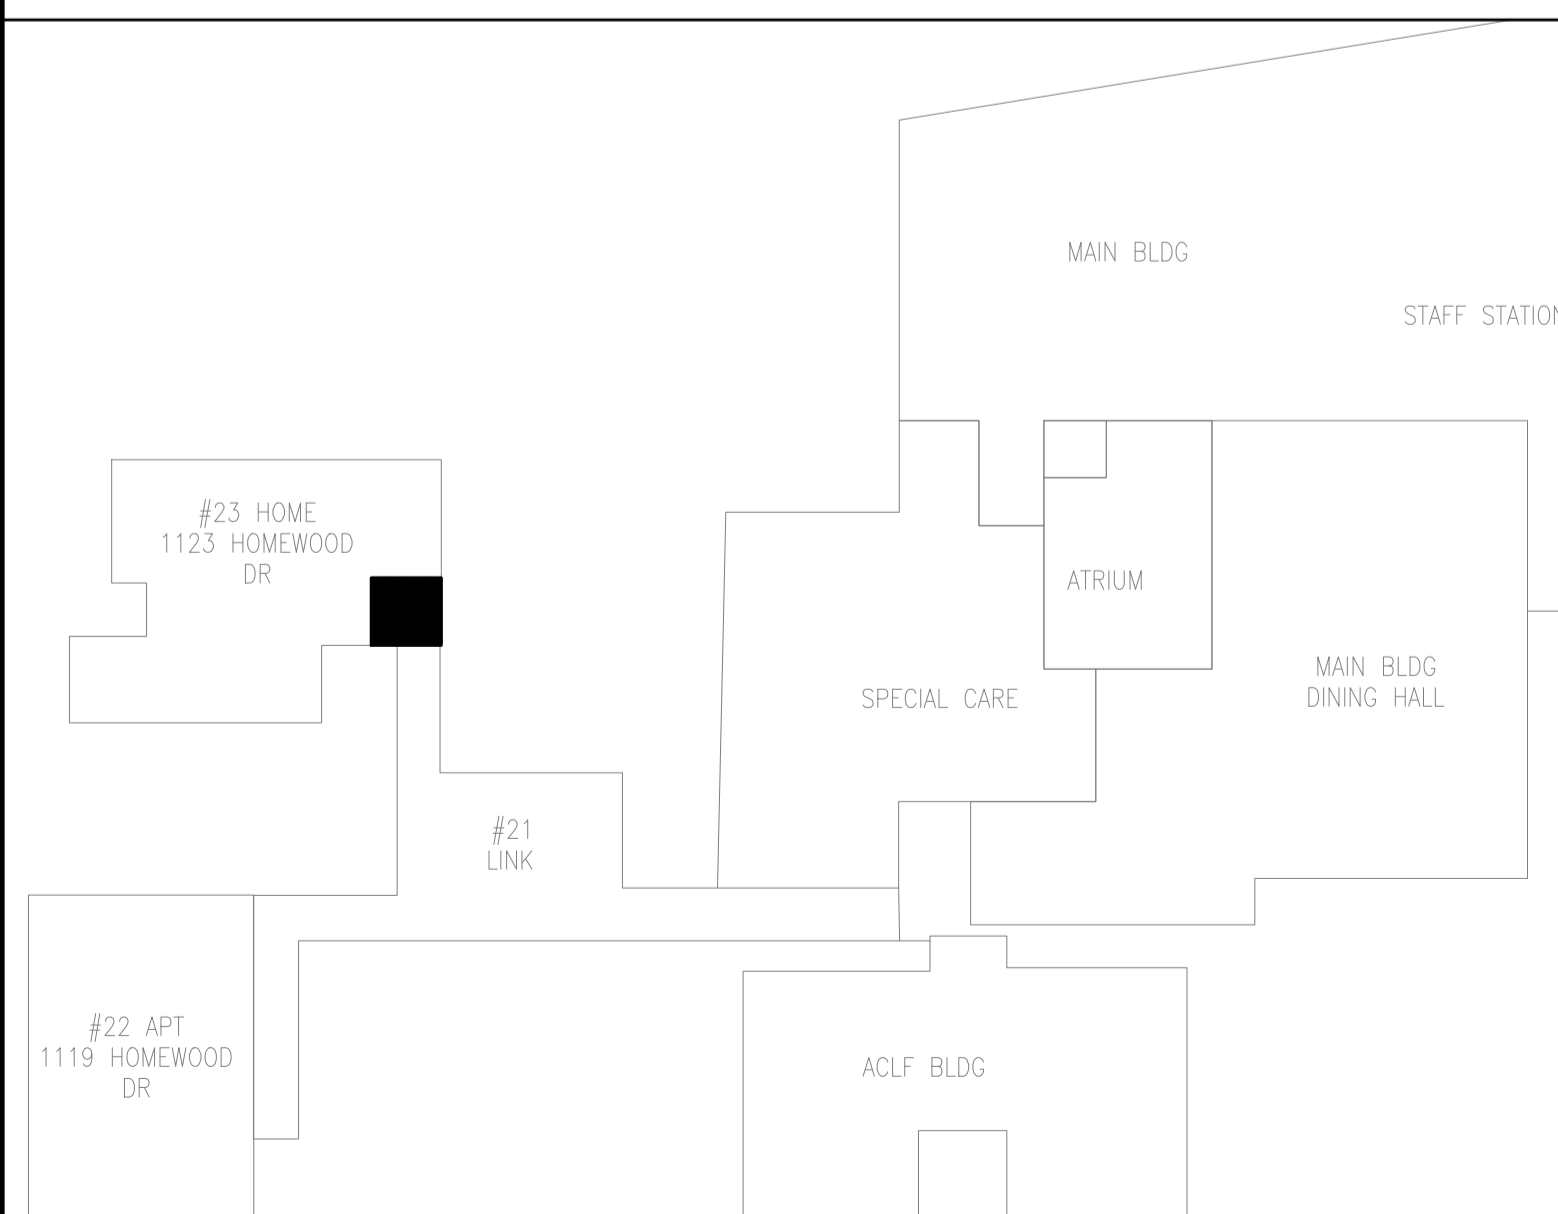 MAIN BLDG
STAFF STATION
#23 HOME
1123 HOMEWOOD
DR
ATRIUM
MAIN BLDG
DINING HALL
SPECIAL CARE
#21
LINK
#22 APT
1119 HOMEWOOD
DR
ACLF BLDG